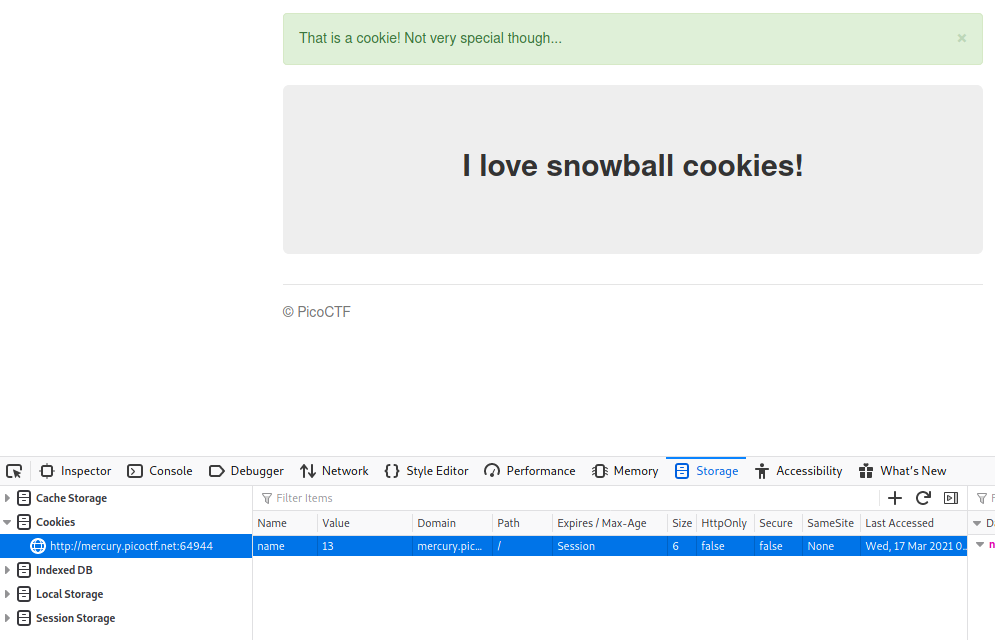 That is a cookie! Not very special though... ×
I love snowball cookies!
© PicoCTF
Inspector Console Debugger Network Style Editor Performance Memory Storage Accessibility What's New
Cache Storage
Cookies
http://mercury.picoctf.net:64944
Indexed DB
Local Storage
Session Storage
Filter Items
Name Value Domain Path Expires / Max-Age Size HttpOnly Secure SameSite Last Accessed
name 13 mercury.pic... / Session 6 false false None Wed, 17 Mar 2021 0...